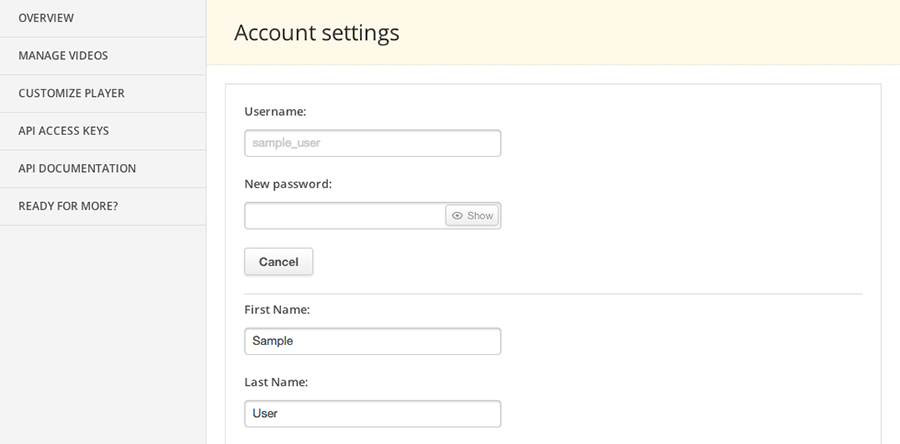 OVERVIEW
MANAGE VIDEOS
CUSTOMIZE PLAYER
API ACCESS KEYS
API DOCUMENTATION
READY FOR MORE?
Account settings
Username:
sample_user
New password:
Show
Cancel
First Name:
Sample
Last Name:
User